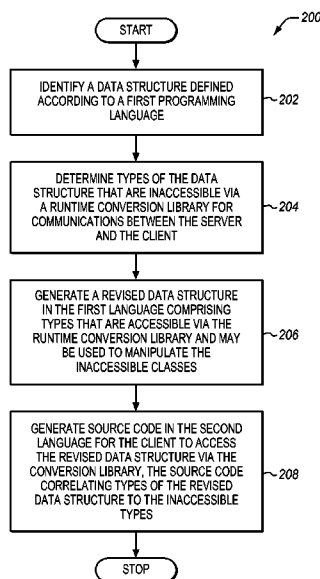 200
START
IDENTIFY A DATA STRUCTURE DEFINED
ACCORDING TO A FIRST PROGRAMMING
LANGUAGE
202
DETERMINE TYPES OF THE DATA
STRUCTURE THAT ARE INACCESSIBLE VIA
A RUNTIME CONVERSION LIBRARY FOR
COMMUNICATIONS BETWEEN THE SERVER
AND THE CLIENT
204
GENERATE A REVISED DATA STRUCTURE
IN THE FIRST LANGUAGE COMPRISING
TYPES THAT ARE ACCESSIBLE VIA THE
RUNTIME CONVERSION LIBRARY AND MAY
BE USED TO MANIPULATE THE
INACCESSIBLE CLASSES
206
GENERATE SOURCE CODE IN THE SECOND
LANGUAGE FOR THE CLIENT TO ACCESS
THE REVISED DATA STRUCTURE VIA THE
CONVERSION LIBRARY, THE SOURCE CODE
CORRELATING TYPES OF THE REVISED
DATA STRUCTURE TO THE INACCESSIBLE
TYPES
208
STOP